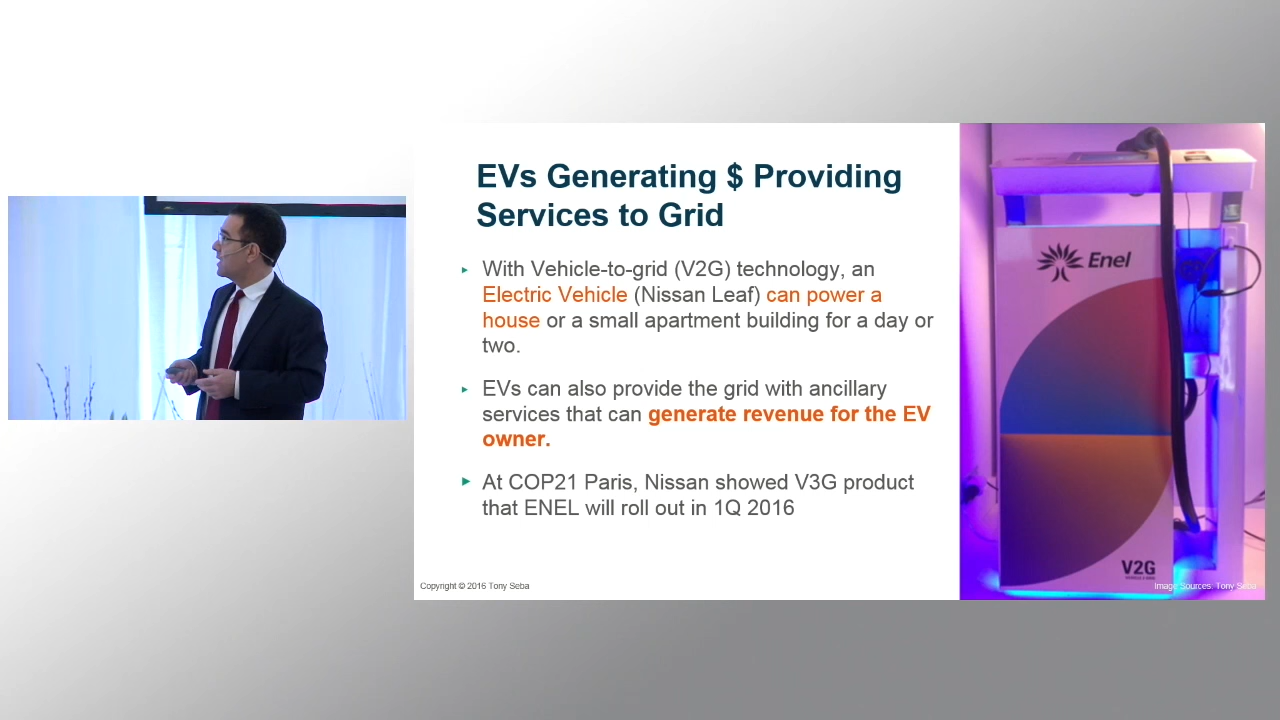 EVs Generating $ Providing
Services to Grid
▸ With Vehicle-to-grid (V2G) technology, an
Electric Vehicle (Nissan Leaf) can power a
house or a small apartment building for a day or
two.
▸ EVs can also provide the grid with ancillary
services that can generate revenue for the EV
owner.
▸ At COP21 Paris, Nissan showed V3G product
that ENEL will roll out in 1Q 2016
Copyright © 2016 Tony Seba
Enel
V2G
Image Sources: Tony Seba